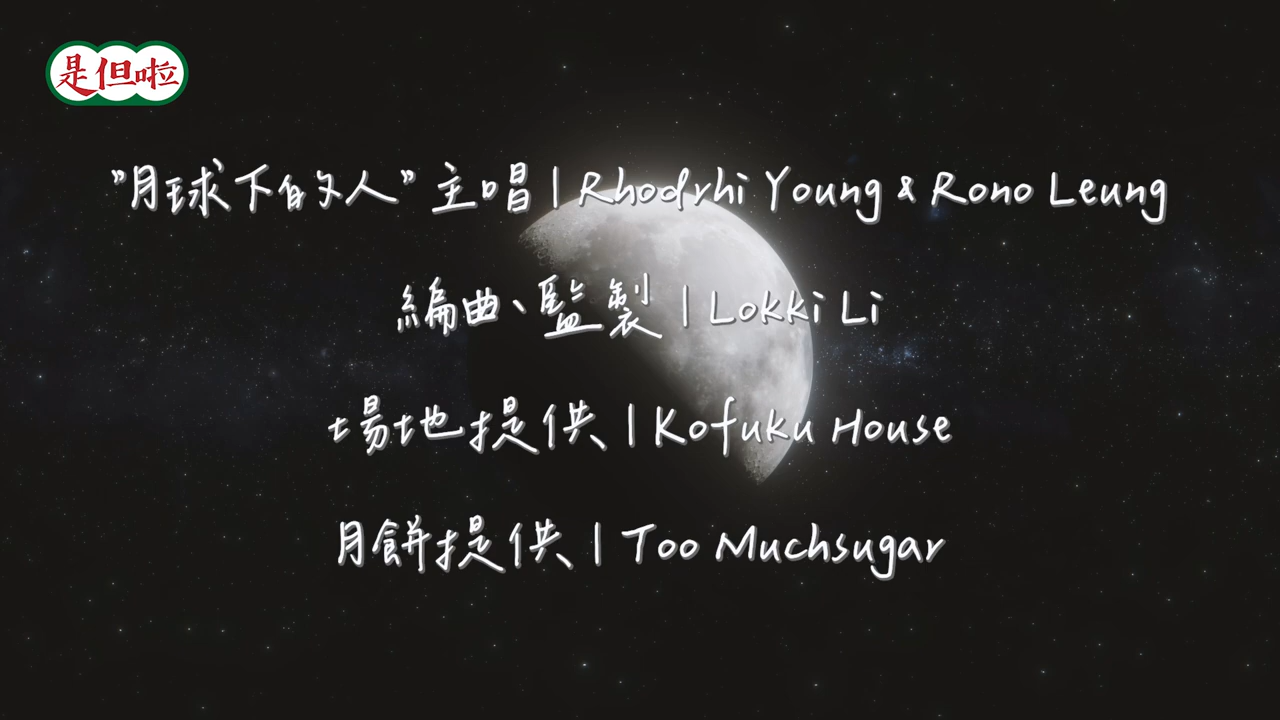 是但啦
"月球下的人" 主唱 | Rhodrhi Young & Rono Leung
編曲、監製 | Lokki Li
場地提供 | Kofuku House
月餅提供 | Too Muchsugar